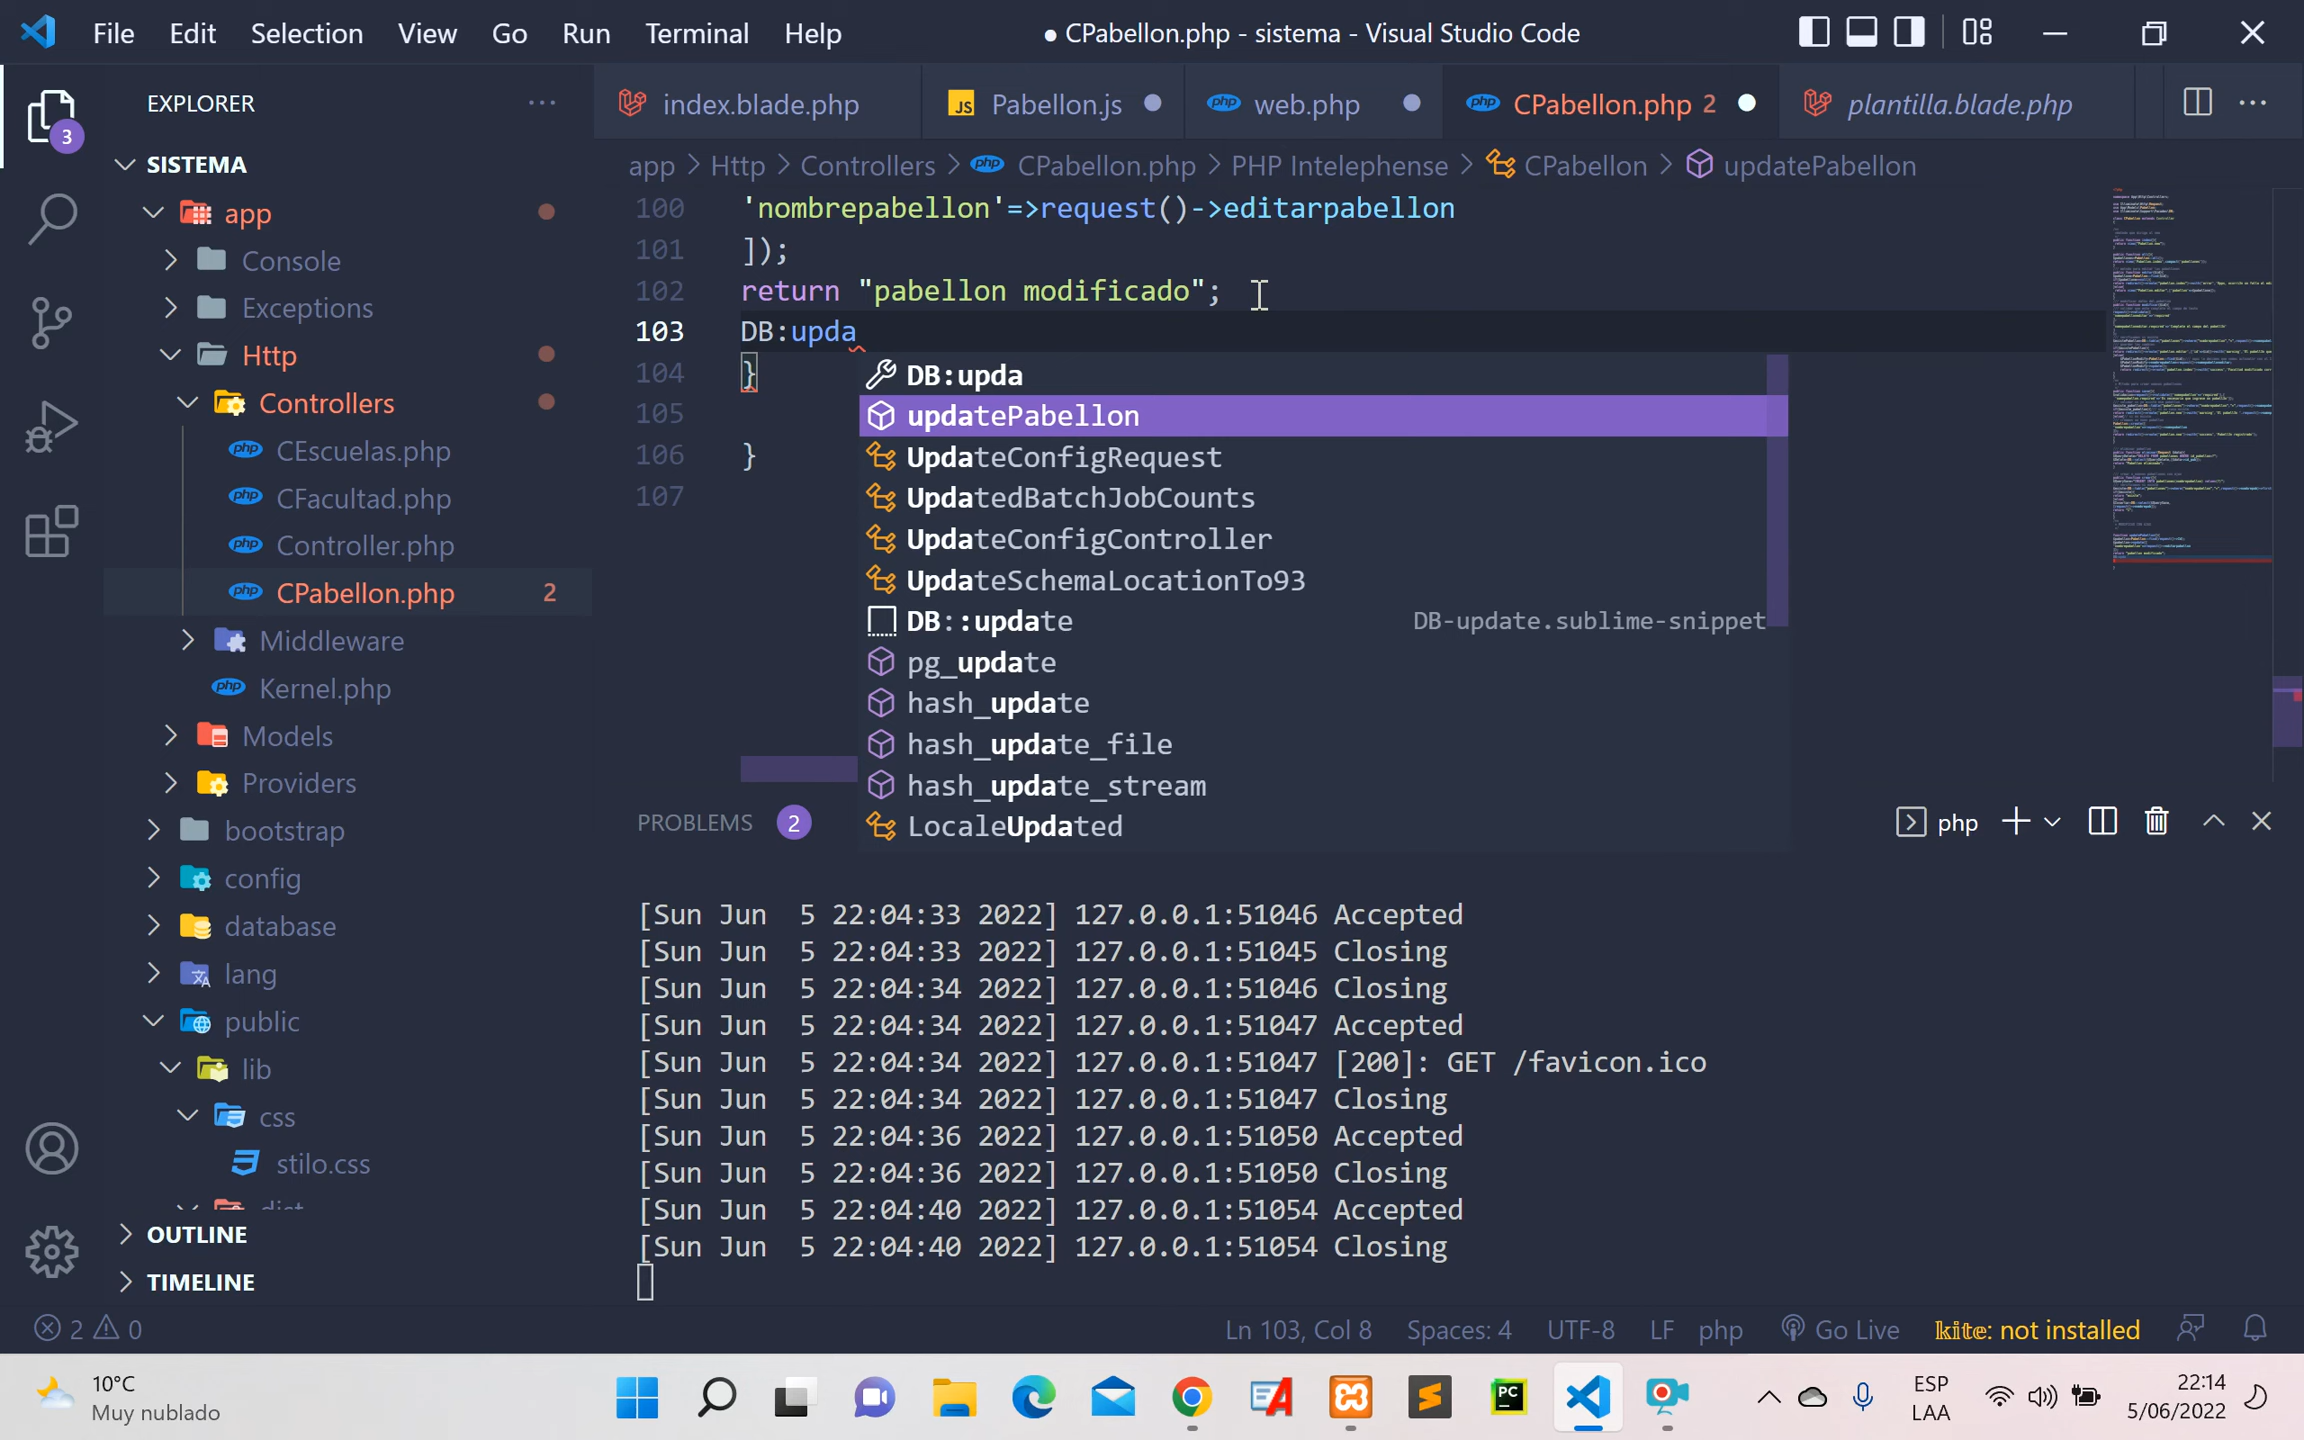 File Edit Selection View Go Run Terminal Help
● CPabellon.php - sistema - Visual Studio Code
EXPLORER
3
SISTEMA
app
Console
Exceptions
Http
Controllers
CEscuelas.php
CFacultad.php
Controller.php
CPabellon.php 2
Middleware
Kernel.php
Models
Providers
bootstrap
config
database
lang
public
lib
css
stilo.css
OUTLINE
TIMELINE
index.blade.php
JS Pabellon.js
php web.php
php CPabellon.php 2
plantilla.blade.php
app > Http > Controllers > php CPabellon.php > PHP Intelephense > CPabellon > updatePabellon
100 'nombrepabellon'=>request()->editarpabellon
101 ]);
102 return "pabellon modificado";
103 DB:upda
104 }
105
106 }
107
DB:upda
updatePabellon
UpdateConfigRequest
UpdatedBatchJobCounts
UpdateConfigController
UpdateSchemaLocationTo93
DB::update DB-update.sublime-snippet
pg_update
hash_update
hash_update_file
hash_update_stream
LocaleUpdated
PROBLEMS 2
php
[Sun Jun  5 22:04:33 2022] 127.0.0.1:51046 Accepted
[Sun Jun  5 22:04:33 2022] 127.0.0.1:51045 Closing
[Sun Jun  5 22:04:34 2022] 127.0.0.1:51046 Closing
[Sun Jun  5 22:04:34 2022] 127.0.0.1:51047 Accepted
[Sun Jun  5 22:04:34 2022] 127.0.0.1:51047 [200]: GET /favicon.ico
[Sun Jun  5 22:04:34 2022] 127.0.0.1:51047 Closing
[Sun Jun  5 22:04:36 2022] 127.0.0.1:51050 Accepted
[Sun Jun  5 22:04:36 2022] 127.0.0.1:51050 Closing
[Sun Jun  5 22:04:40 2022] 127.0.0.1:51054 Accepted
[Sun Jun  5 22:04:40 2022] 127.0.0.1:51054 Closing
2 0
Ln 103, Col 8 Spaces: 4 UTF-8 LF php Go Live kite: not installed
10°C
Muy nublado
PC
ESP
LAA
22:14
5/06/2022